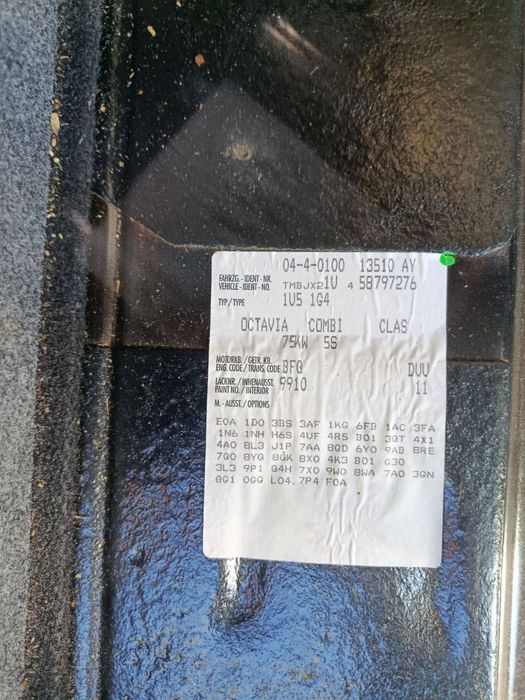 04-4-0100 13510 AY
FAHRZG.-IDENT-NR.
VEHICLE-IDENT-NO. TMBJX21U 4 58797276
TYP/TYPE 1U5 1G4
OCTAVIA COMBI CLAS
75KW 5S
MOTORKB./GETR.KB.
ENG.CODE/TRANS.CODE BFQ DUU
LACKNR./INNENAUSST.
PAINT NO./INTERIOR 9910 11
M.-AUSST./OPTIONS
E0A 1D0 3BS 3AF 1KG 6FB 1AC 3FA
1N6 1NH H6S 4UF 4R5 B01 3QT 4X1
4A0 8L3 J1P 7AA 8GD 6Y0 9AB 8RE
7Q0 8YG 8GK 8X0 4K3 B01 G30
3L3 9P1 Q4H 7X0 9W0 8WA 7A0 3GN
GG1 0GG L04.7P4 F0A